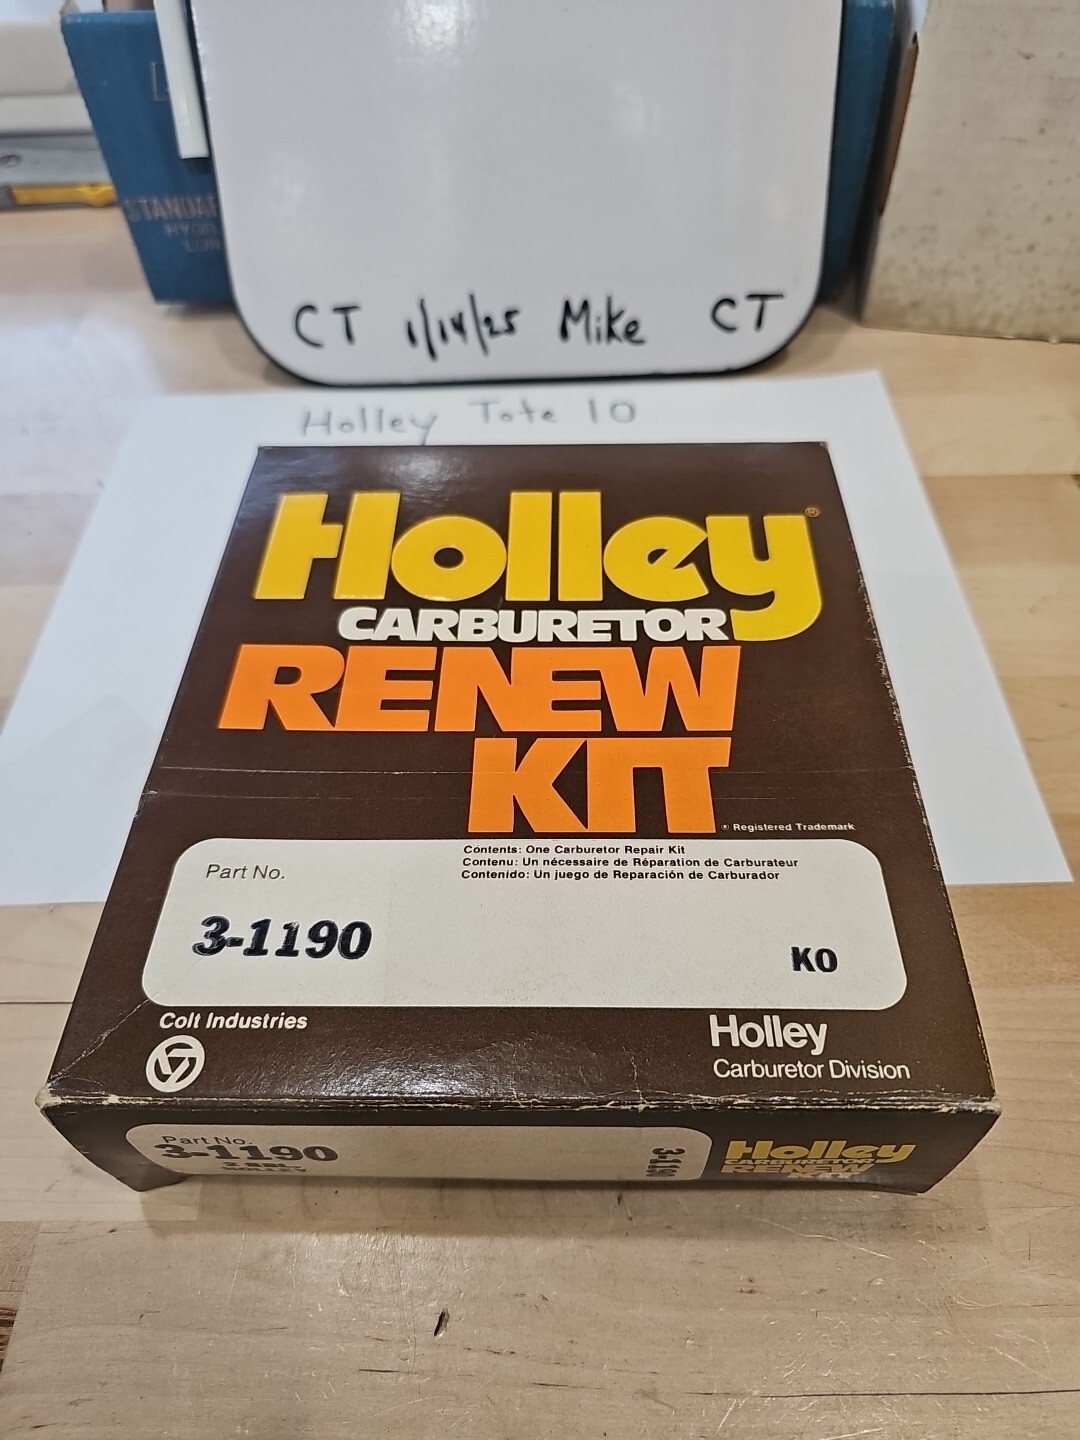 STANDAR
CT 1/14/25 Mike CT
Holley Tote 10
Holley®
CARBURETOR
RENEW
KIT
® Registered Trademark
Contents: One Carburetor Repair Kit
Contenu: Un nécessaire de Réparation de Carburateur
Contenido: Un juego de Reparación de Carburador
Part No.
3-1190
KO
Colt Industries
Holley
Carburetor Division
Part No.
3-1190
3-1190
Holley
CARBURETOR
RENEW
KIT